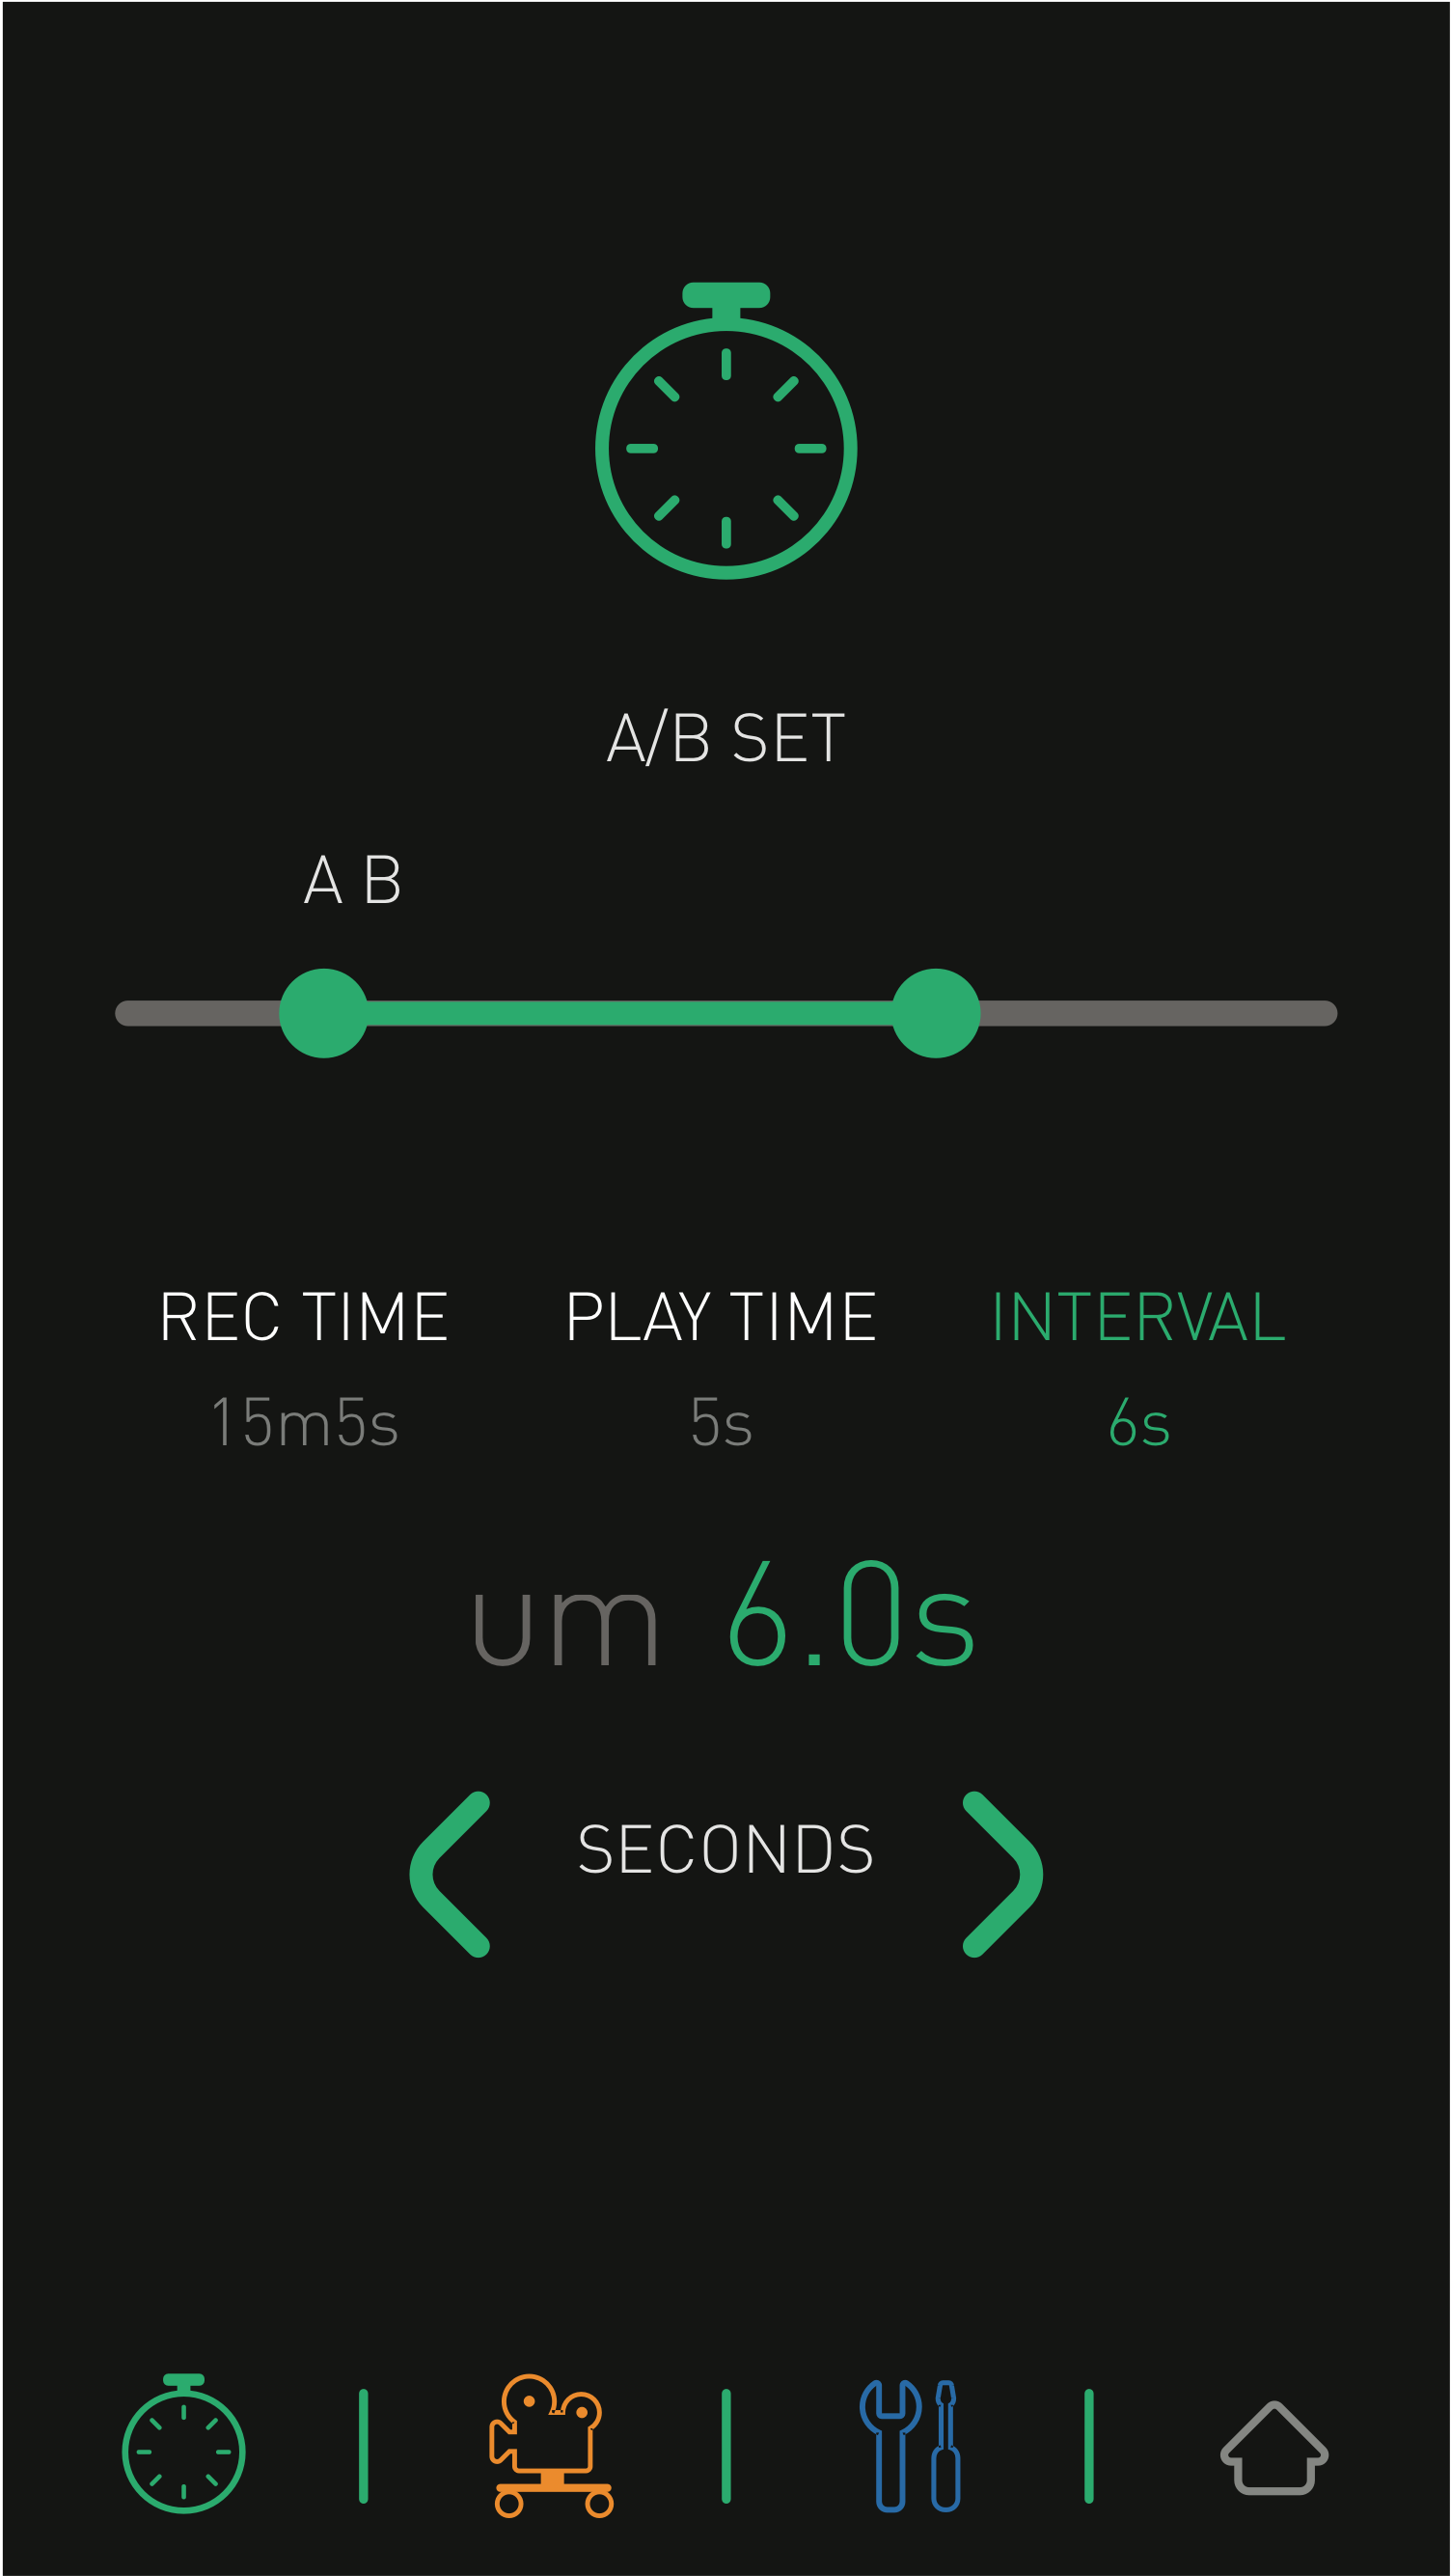 A/B SET
A B
REC TIME PLAY TIME INTERVAL
15m5s 5s 6s
um 6.0s
SECONDS